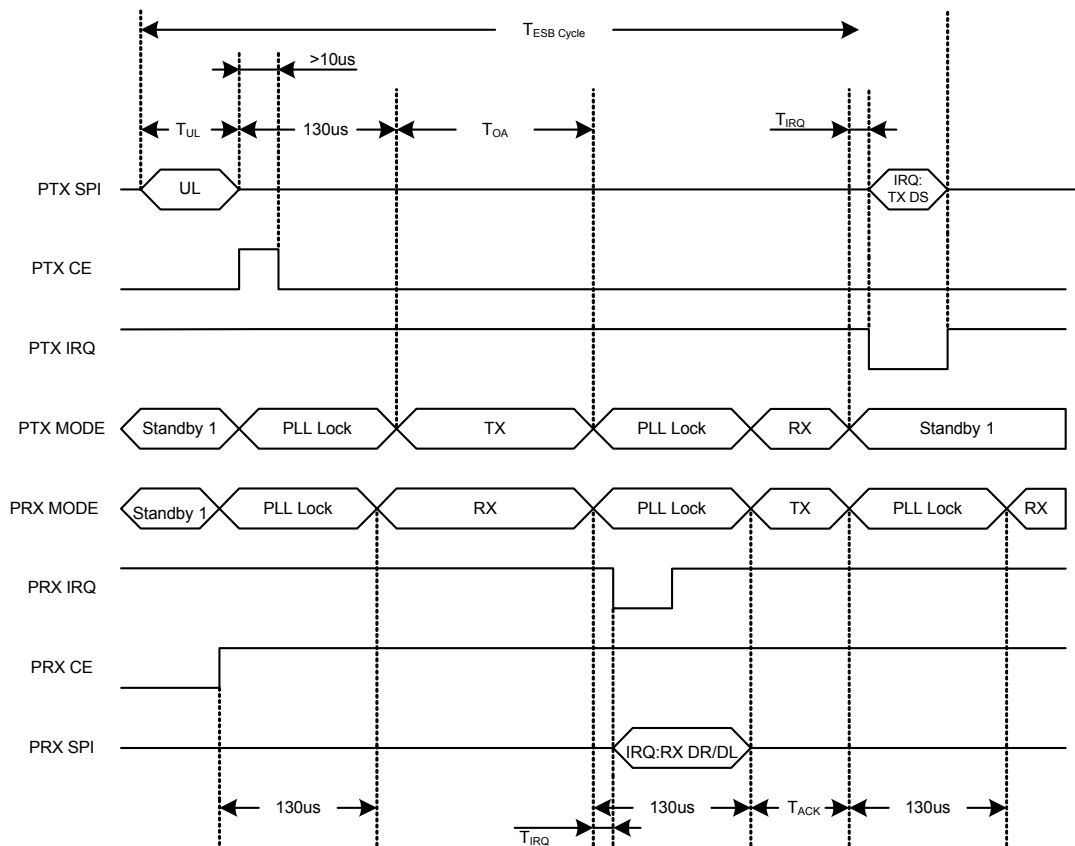 TESB Cycle
>10us
TUL 130us TOA TIRQ
PTX SPI UL IRQ: TX DS
PTX CE
PTX IRQ
PTX MODE Standby 1 PLL Lock TX PLL Lock RX Standby 1
PRX MODE Standby 1 PLL Lock RX PLL Lock TX PLL Lock RX
PRX IRQ
PRX CE
PRX SPI IRQ:RX DR/DL
130us 130us TACK 130us
TIRQ